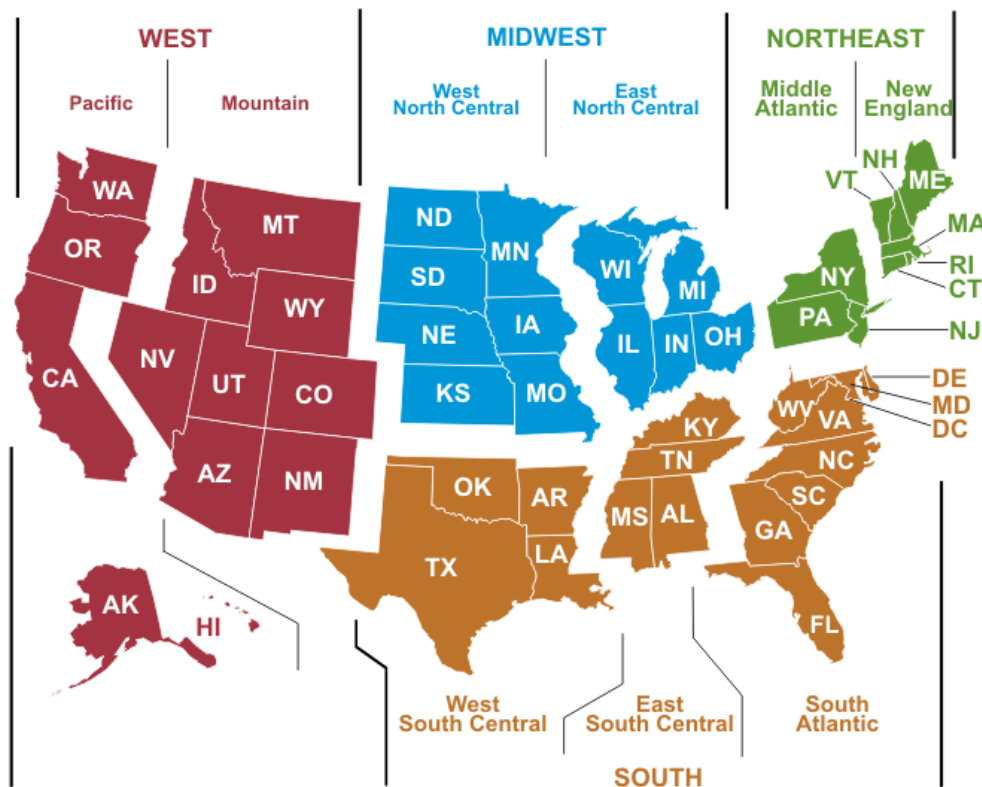 WEST
MIDWEST
NORTHEAST
Pacific
Mountain
West
North Central
East
North Central
Middle
Atlantic
New
England
WA
OR
CA
NV
ID
MT
WY
UT
CO
AZ
NM
AK
HI
ND
SD
NE
KS
MN
IA
MO
WI
IL
MI
IN
OH
NH
VT
ME
MA
RI
CT
NY
PA
NJ
DE
MD
DC
WV
VA
NC
SC
GA
FL
KY
TN
MS
AL
OK
AR
TX
LA
West
South Central
East
South Central
South
Atlantic
SOUTH